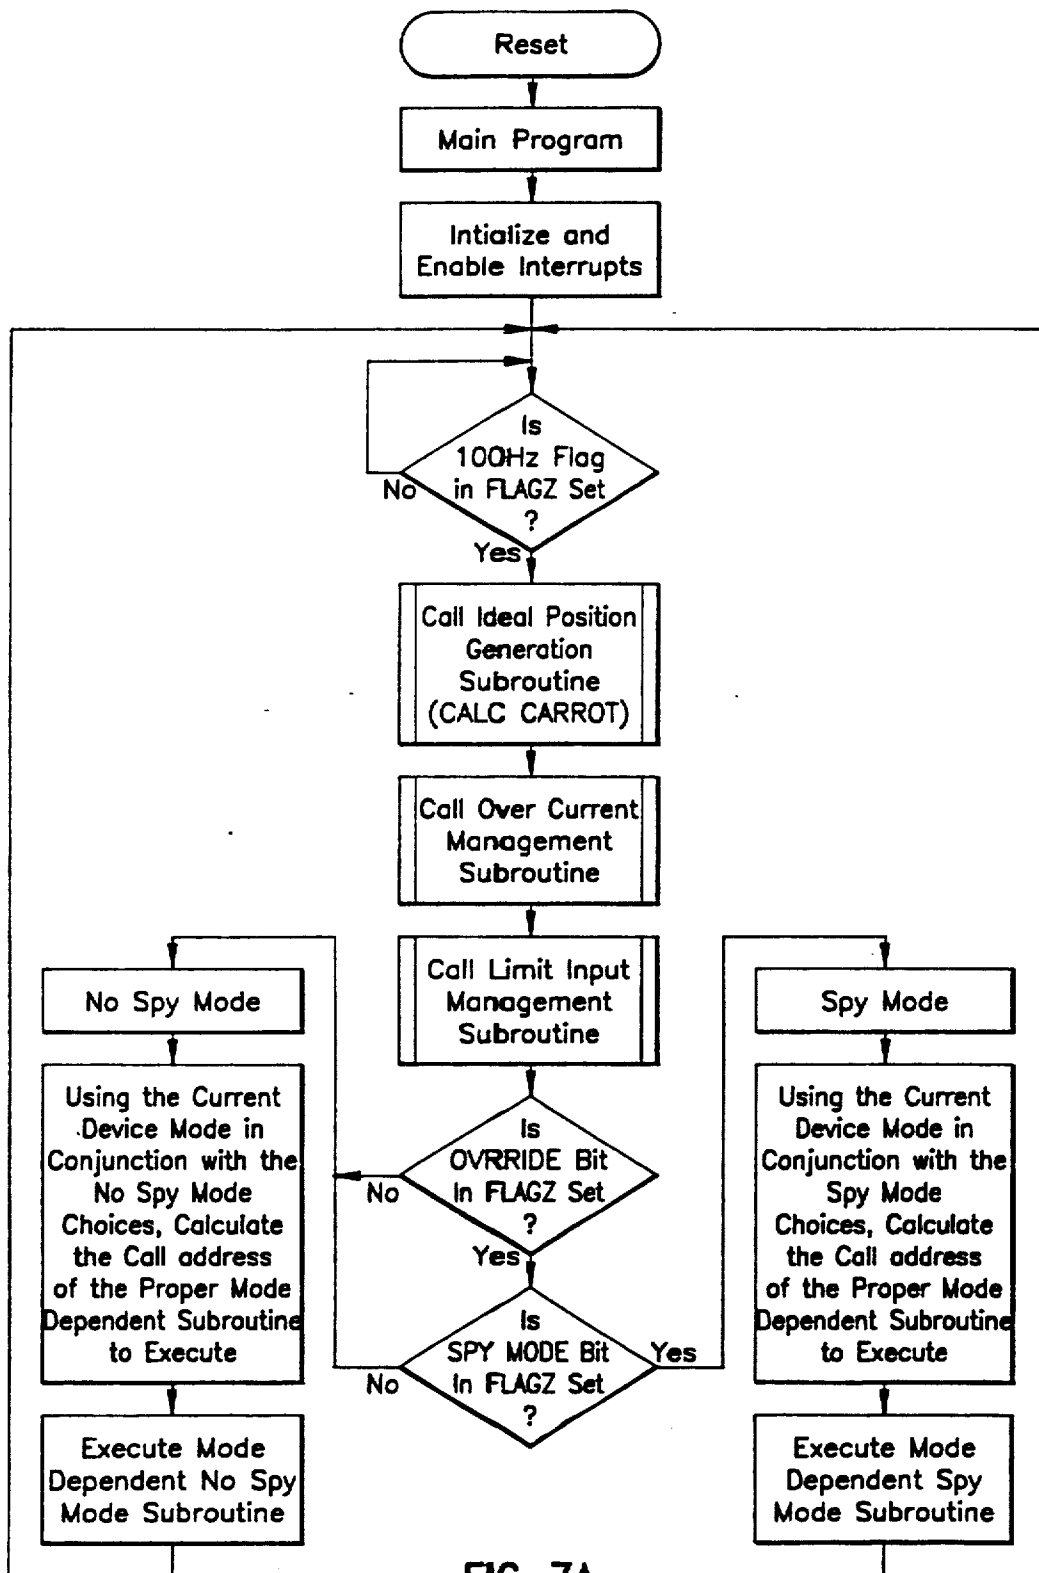 Reset
Main Program
Intialize and
Enable Interrupts
Is
100Hz Flag
in FLAGZ Set
?
No
Yes
Call Ideal Position
Generation
Subroutine
(CALC CARROT)
Call Over Current
Management
Subroutine
Call Limit Input
Management
Subroutine
Is
OVRRIDE Bit
In FLAGZ Set
?
No
Yes
Is
SPY MODE Bit
In FLAGZ Set
?
No
Yes
No Spy Mode
Using the Current
Device Mode in
Conjunction with the
No Spy Mode
Choices, Calculate
the Call address
of the Proper Mode
Dependent Subroutine
to Execute
Execute Mode
Dependent No Spy
Mode Subroutine
Spy Mode
Using the Current
Device Mode in
Conjunction with the
Spy Mode
Choices, Calculate
the Call address
of the Proper Mode
Dependent Subroutine
to Execute
Execute Mode
Dependent Spy
Mode Subroutine
FIG. 7A